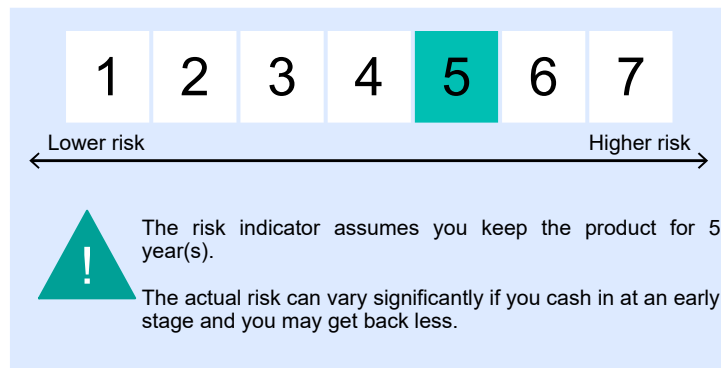 1 2 3 4 5 6 7
Lower risk Higher risk
The risk indicator assumes you keep the product for 5
year(s).
The actual risk can vary significantly if you cash in at an early
stage and you may get back less.
!